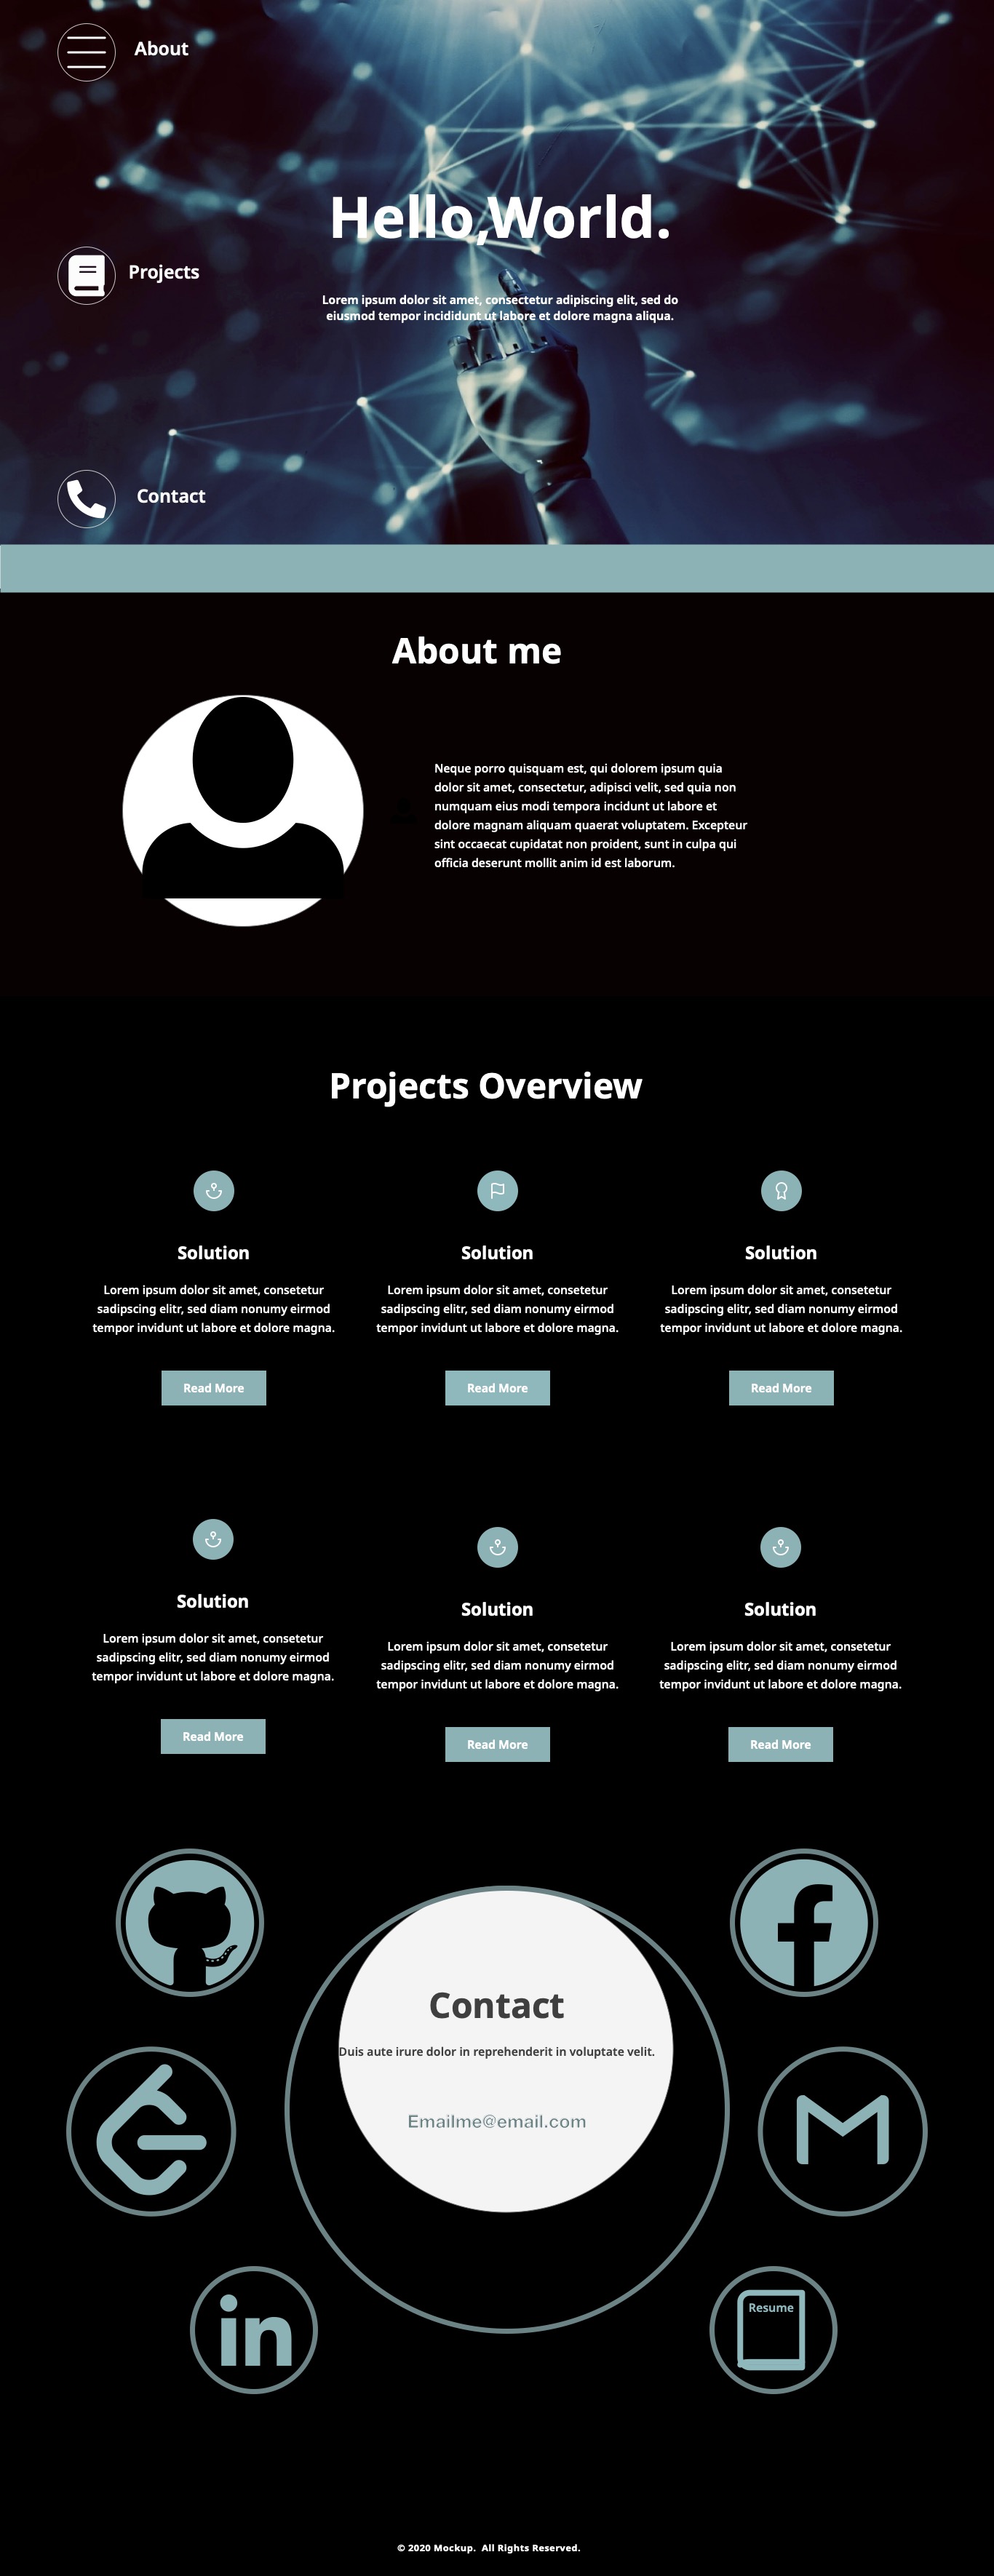 About
Hello,World.
Projects
Lorem ipsum dolor sit amet, consectetur adipiscing elit, sed do
eiusmod tempor incididunt ut labore et dolore magna aliqua.
Contact
About me
Neque porro quisquam est, qui dolorem ipsum quia
dolor sit amet, consectetur, adipisci velit, sed quia non
numquam eius modi tempora incidunt ut labore et
dolore magnam aliquam quaerat voluptatem. Excepteur
sint occaecat cupidatat non proident, sunt in culpa qui
officia deserunt mollit anim id est laborum.
Projects Overview
Solution
Lorem ipsum dolor sit amet, consetetur
sadipscing elitr, sed diam nonumy eirmod
tempor invidunt ut labore et dolore magna.
Read More
Solution
Lorem ipsum dolor sit amet, consetetur
sadipscing elitr, sed diam nonumy eirmod
tempor invidunt ut labore et dolore magna.
Read More
Solution
Lorem ipsum dolor sit amet, consetetur
sadipscing elitr, sed diam nonumy eirmod
tempor invidunt ut labore et dolore magna.
Read More
Solution
Lorem ipsum dolor sit amet, consetetur
sadipscing elitr, sed diam nonumy eirmod
tempor invidunt ut labore et dolore magna.
Read More
Solution
Lorem ipsum dolor sit amet, consetetur
sadipscing elitr, sed diam nonumy eirmod
tempor invidunt ut labore et dolore magna.
Read More
Solution
Lorem ipsum dolor sit amet, consetetur
sadipscing elitr, sed diam nonumy eirmod
tempor invidunt ut labore et dolore magna.
Read More
Contact
Duis aute irure dolor in reprehenderit in voluptate velit.
Emailme@email.com
in
Resume
© 2020 Mockup. All Rights Reserved.